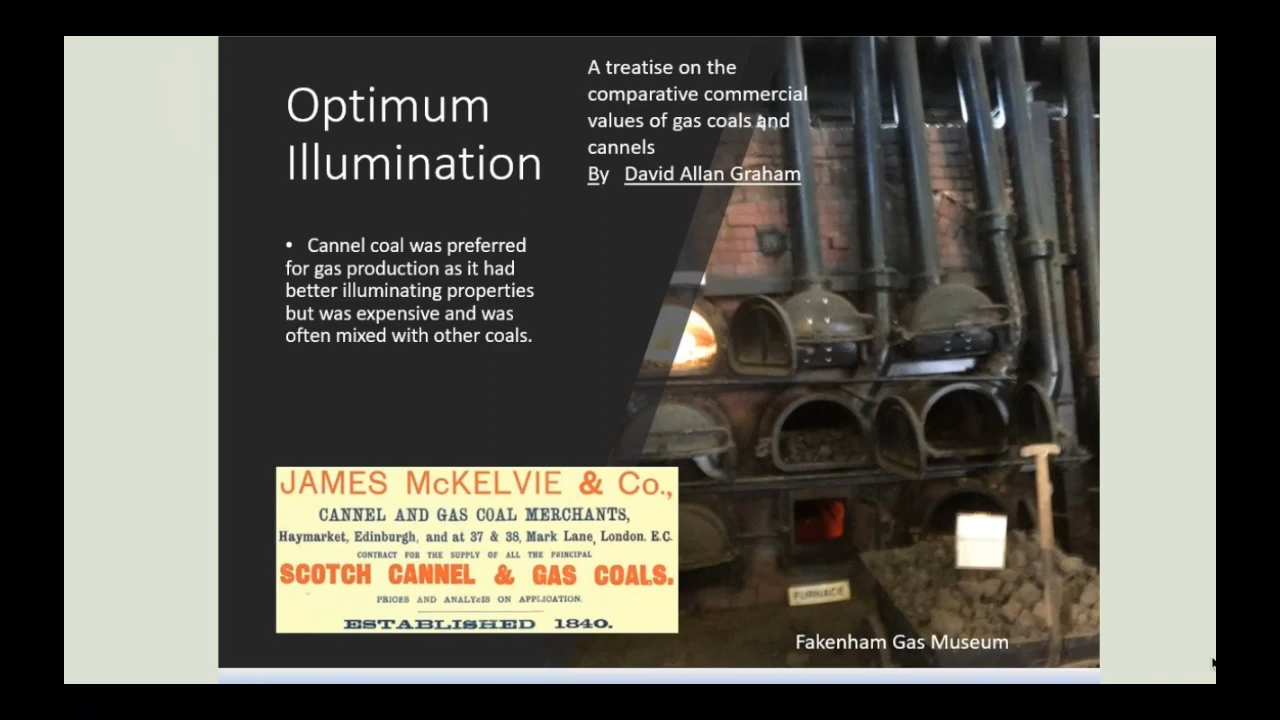 Optimum
Illumination
A treatise on the
comparative commercial
values of gas coals and
cannels
By David Allan Graham
• Cannel coal was preferred
for gas production as it had
better illuminating properties
but was expensive and was
often mixed with other coals.
JAMES McKELVIE & Co.,
CANNEL AND GAS COAL MERCHANTS,
Haymarket, Edinburgh, and at 37 & 38, Mark Lane, London. E.C.
CONTRACT FOR THE SUPPLY OF ALL THE PRINCIPAL
SCOTCH CANNEL & GAS COALS.
PRICES AND ANALYSIS ON APPLICATION.
ESTABLISHED 1840.
FURNACE
Fakenham Gas Museum